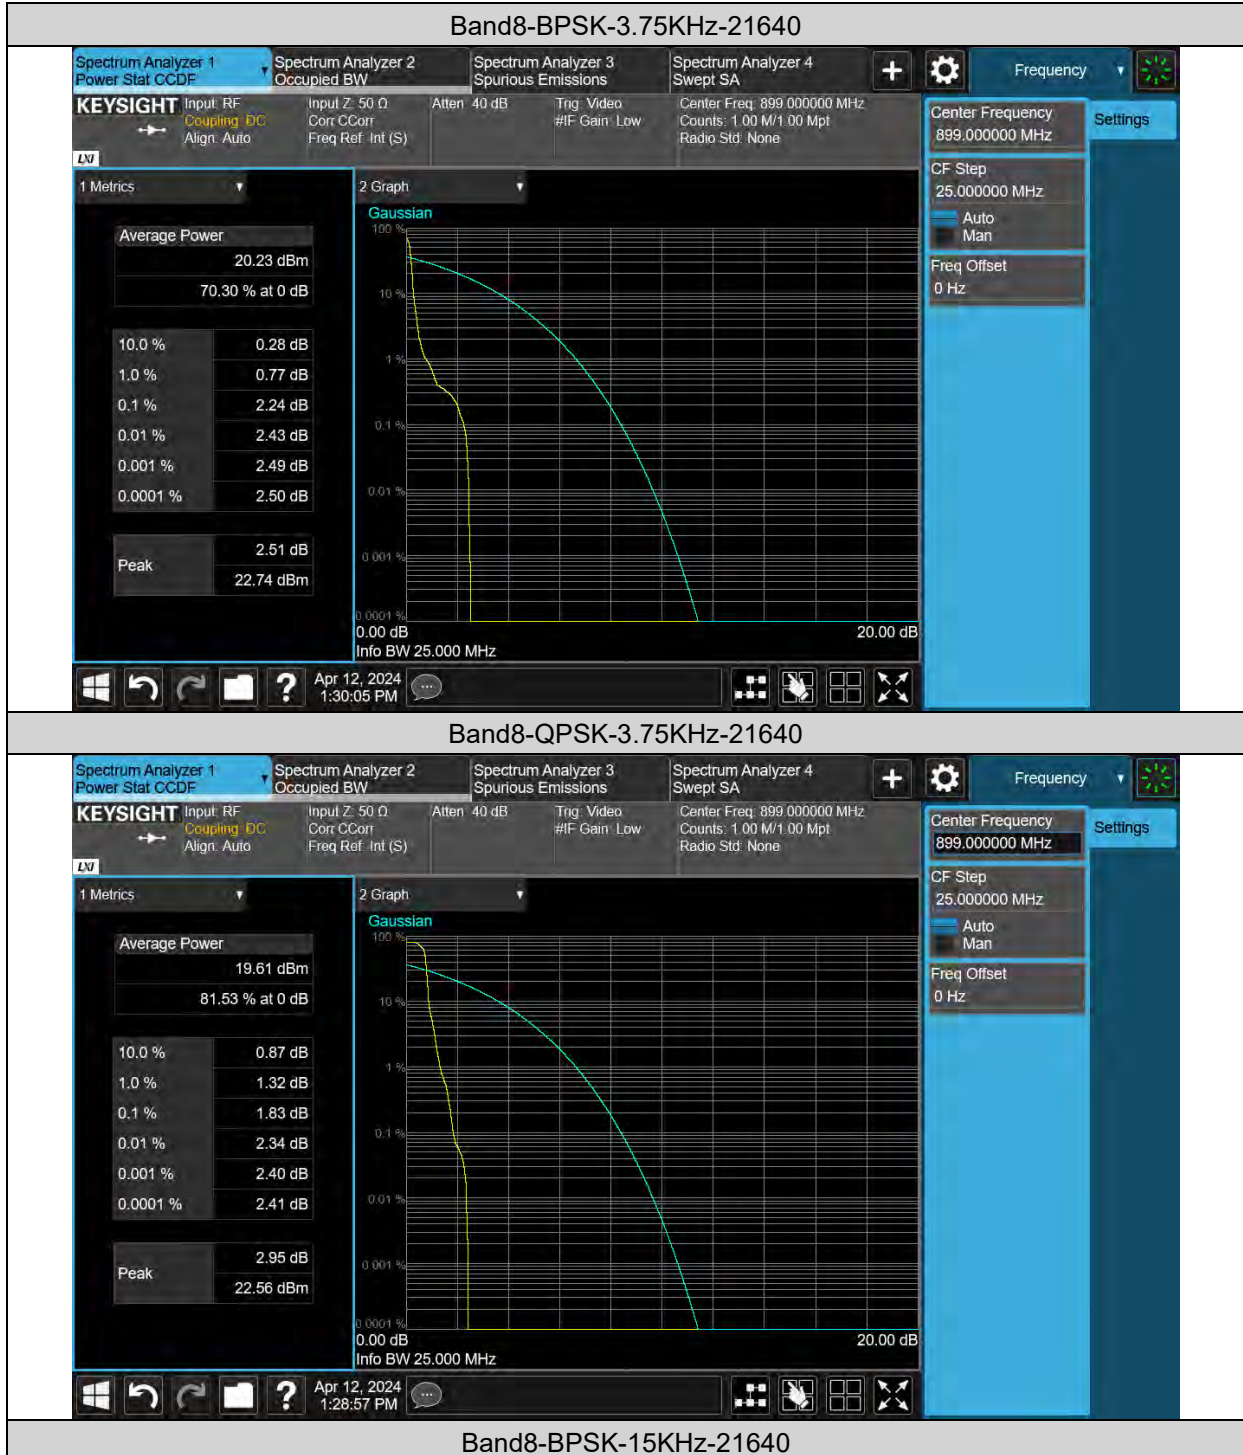 Band8-BPSK-3.75KHz-21640
Spectrum Analyzer 1
Power Stat CCDF
Spectrum Analyzer 2
Occupied BW
Spectrum Analyzer 3
Spurious Emissions
Spectrum Analyzer 4
Swept SA
Frequency
KEYSIGHT
Input: RF
Coupling: DC
Align: Auto
Input Z: 50 Ω
Corr CCorr
Freq Ref: Int (S)
Atten: 40 dB
Trig: Video
#IF Gain: Low
Center Freq: 899.000000 MHz
Counts: 1.00 M/1.00 Mpt
Radio Std: None
LXI
Center Frequency
899.000000 MHz
Settings
CF Step
25.000000 MHz
Auto
Man
Freq Offset
0 Hz
1 Metrics
Average Power
20.23 dBm
70.30 % at 0 dB
10.0 % 0.28 dB
1.0 % 0.77 dB
0.1 % 2.24 dB
0.01 % 2.43 dB
0.001 % 2.49 dB
0.0001 % 2.50 dB
Peak
2.51 dB
22.74 dBm
2 Graph
Gaussian
100 %
10 %
1 %
0.1 %
0.01 %
0.001 %
0.0001 %
0.00 dB
20.00 dB
Info BW 25.000 MHz
Apr 12, 2024
1:30:05 PM
Band8-QPSK-3.75KHz-21640
Spectrum Analyzer 1
Power Stat CCDF
Spectrum Analyzer 2
Occupied BW
Spectrum Analyzer 3
Spurious Emissions
Spectrum Analyzer 4
Swept SA
Frequency
KEYSIGHT
Input: RF
Coupling: DC
Align: Auto
Input Z: 50 Ω
Corr CCorr
Freq Ref: Int (S)
Atten: 40 dB
Trig: Video
#IF Gain: Low
Center Freq: 899.000000 MHz
Counts: 1.00 M/1.00 Mpt
Radio Std: None
LXI
Center Frequency
899.000000 MHz
Settings
CF Step
25.000000 MHz
Auto
Man
Freq Offset
0 Hz
1 Metrics
Average Power
19.61 dBm
81.53 % at 0 dB
10.0 % 0.87 dB
1.0 % 1.32 dB
0.1 % 1.83 dB
0.01 % 2.34 dB
0.001 % 2.40 dB
0.0001 % 2.41 dB
Peak
2.95 dB
22.56 dBm
2 Graph
Gaussian
100 %
10 %
1 %
0.1 %
0.01 %
0.001 %
0.0001 %
0.00 dB
20.00 dB
Info BW 25.000 MHz
Apr 12, 2024
1:28:57 PM
Band8-BPSK-15KHz-21640